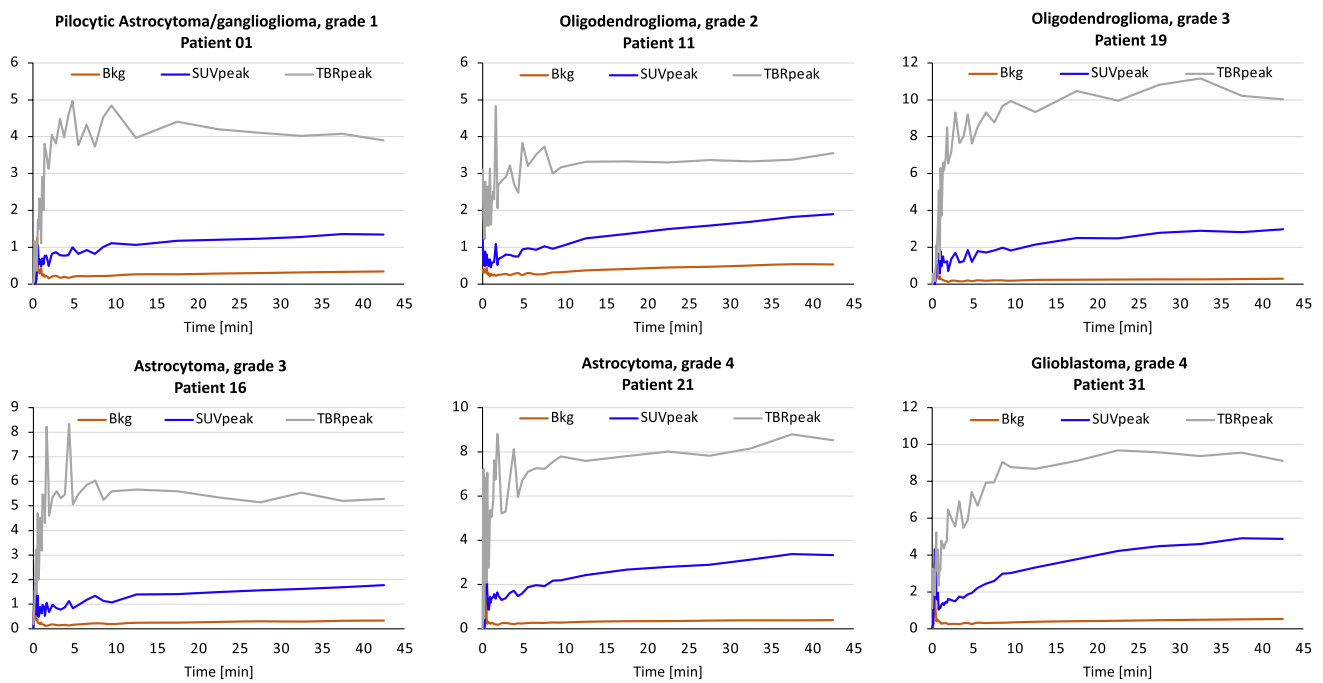 Pilocytic Astrocytoma/ganglioglioma, grade 1
Patient 01
Bkg SUVpeak TBRpeak
6
5
4
3
2
1
0
0 5 10 15 20 25 30 35 40 45
Time [min]
Oligodendroglioma, grade 2
Patient 11
Bkg SUVpeak TBRpeak
6
5
4
3
2
1
0
0 5 10 15 20 25 30 35 40 45
Time [min]
Oligodendroglioma, grade 3
Patient 19
Bkg SUVpeak TBRpeak
12
10
8
6
4
2
0
0 5 10 15 20 25 30 35 40 45
Time [min]
Astrocytoma, grade 3
Patient 16
Bkg SUVpeak TBRpeak
9
8
7
6
5
4
3
2
1
0
0 5 10 15 20 25 30 35 40 45
Time [min]
Astrocytoma, grade 4
Patient 21
Bkg SUVpeak TBRpeak
10
8
6
4
2
0
0 5 10 15 20 25 30 35 40 45
Time [min]
Glioblastoma, grade 4
Patient 31
Bkg SUVpeak TBRpeak
12
10
8
6
4
2
0
0 5 10 15 20 25 30 35 40 45
Time [min]